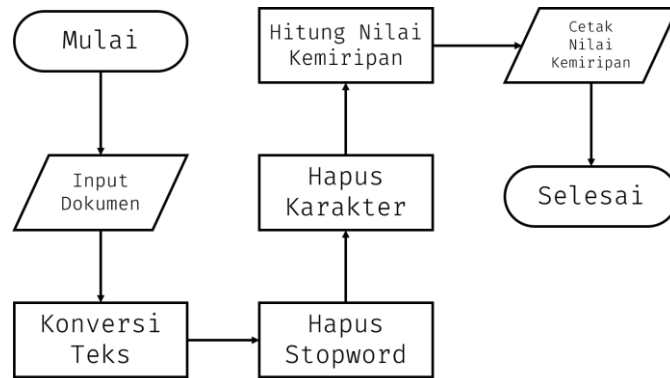 Mulai
Input
Dokumen
Konversi
Teks
Hapus
Stopword
Hapus
Karakter
Hitung Nilai
Kemiripan
Cetak
Nilai
Kemiripan
Selesai